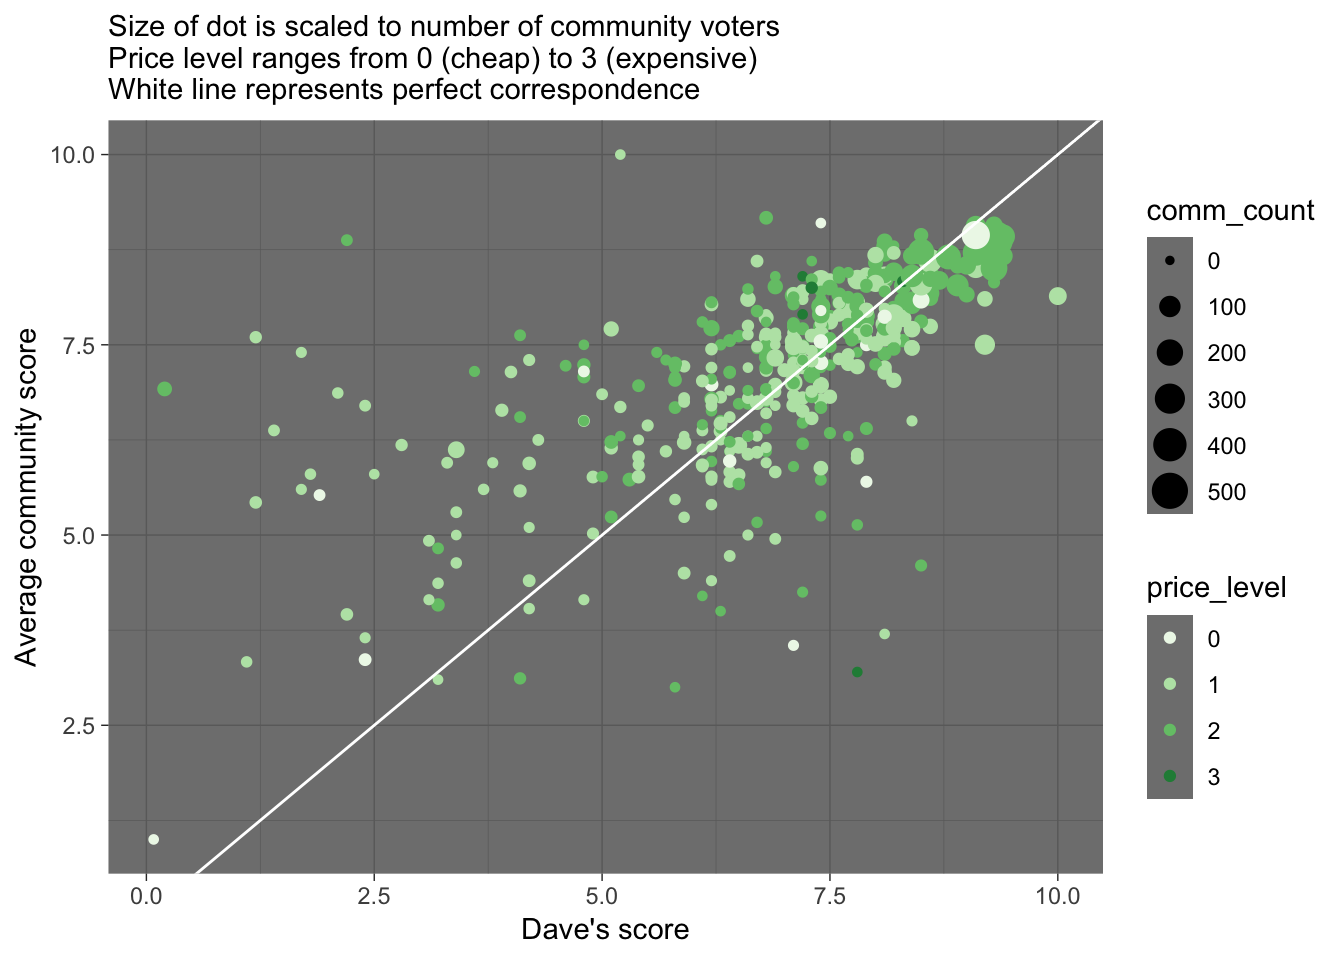 Size of dot is scaled to number of community voters
Price level ranges from 0 (cheap) to 3 (expensive)
White line represents perfect correspondence
Average community score
10.0
7.5
5.0
2.5
0.0
2.5
5.0
7.5
10.0
Dave's score
comm_count
0
100
200
300
400
500
price_level
0
1
2
3